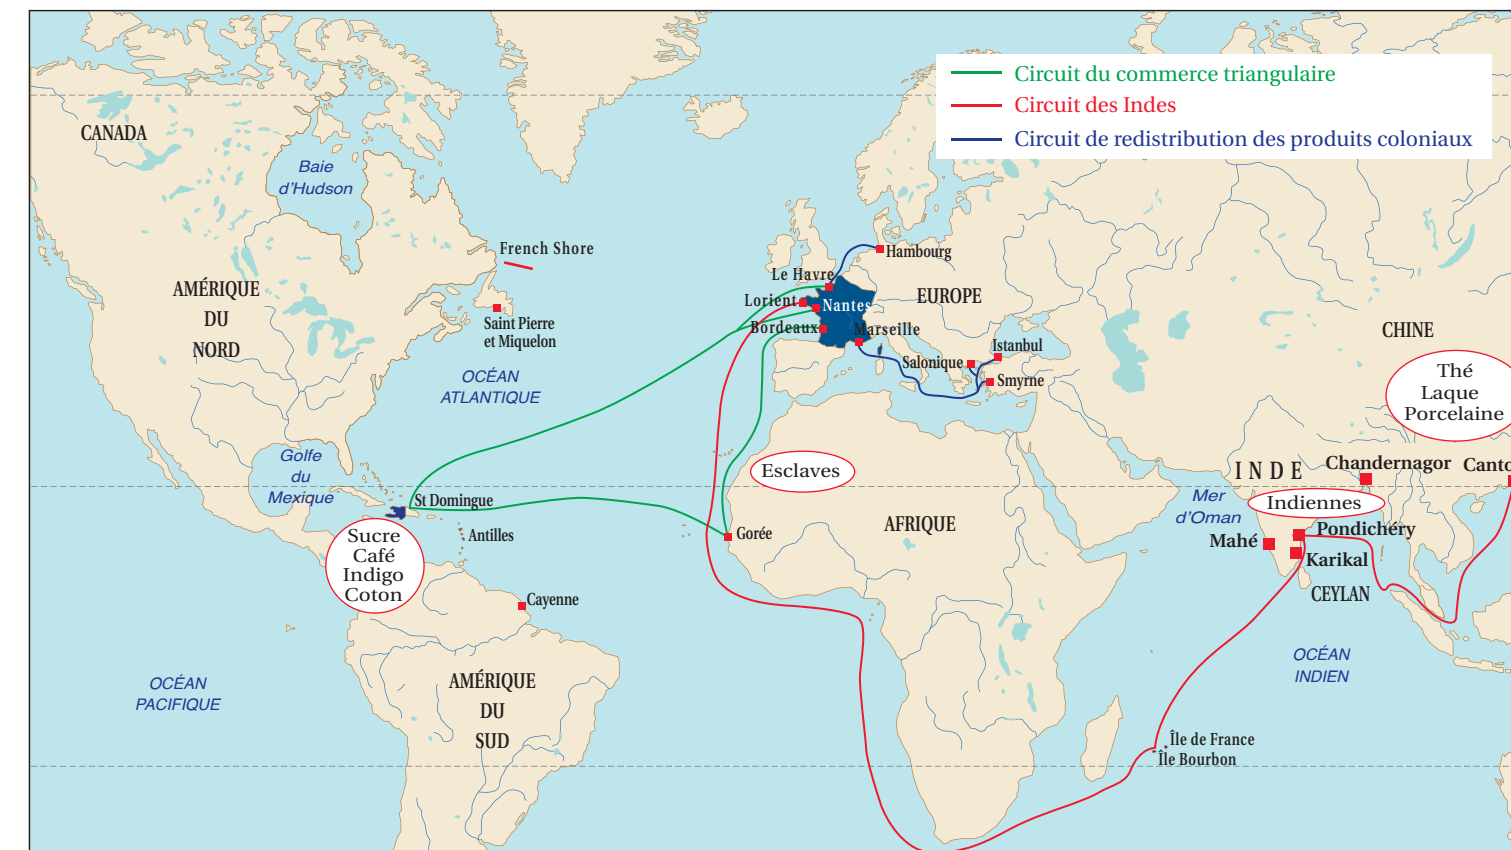 Circuit du commerce triangulaire
Circuit des Indes
Circuit de redistribution des produits coloniaux
CANADA
Baie
d'Hudson
French Shore
AMÉRIQUE
DU
NORD
Saint Pierre
et Miquelon
OCÉAN
ATLANTIQUE
Hambourg
Le Havre
Lorient
Nantes
Bordeaux
Marseille
EUROPE
Salonique
Istanbul
Smyrne
CHINE
Thé
Laque
Porcelaine
Golfe
du
Mexique
St Domingue
Sucre
Café
Indigo
Coton
Antilles
Cayenne
Esclaves
Gorée
AFRIQUE
INDE
Chandernagor
Canto
Mer
d'Oman
Indiennes
Mahé
Pondichéry
Karikal
CEYLAN
OCÉAN
PACIFIQUE
AMÉRIQUE
DU
SUD
OCÉAN
INDIEN
Île de France
Île Bourbon